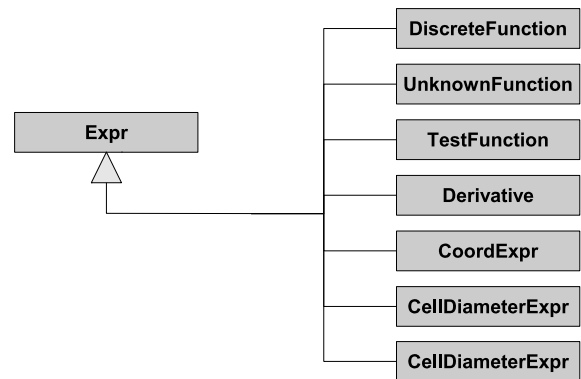 DiscreteFunction
UnknownFunction
Expr
TestFunction
Derivative
CoordExpr
CellDiameterExpr
CellDiameterExpr